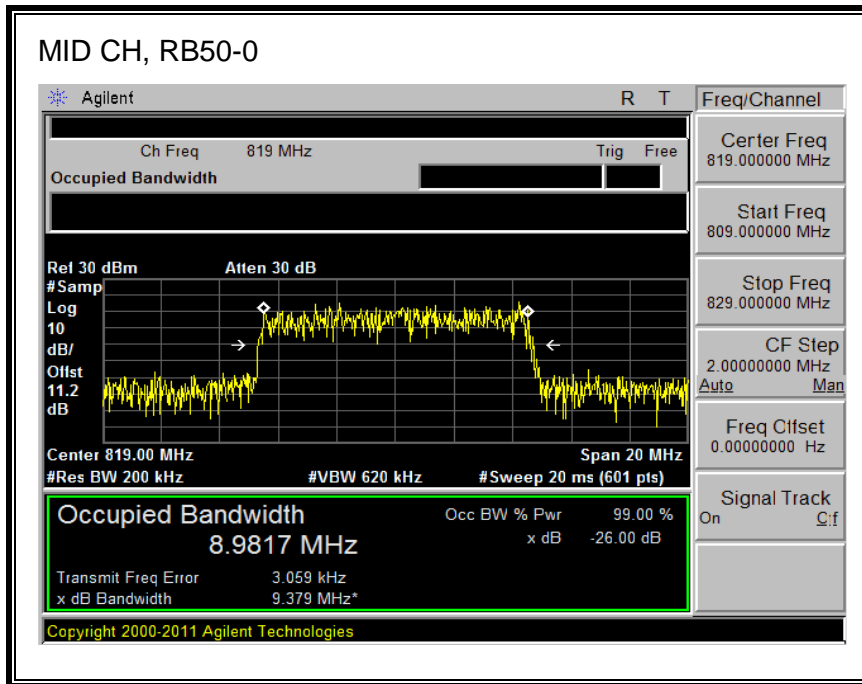 MID CH, RB50-0
Agilent R T
Freq/Channel
Ch Freq 819 MHz Trig Free
Occupied Bandwidth
Center Freq
819.000000 MHz
Start Freq
809.000000 MHz
Stop Freq
829.000000 MHz
CF Step
2.00000000 MHz
Auto Man
Freq Offset
0.00000000 Hz
Signal Track
On Off
Ref 30 dBm Atten 30 dB
#Samp
Log
10
dB/
Offst
11.2
dB
Center 819.00 MHz Span 20 MHz
#Res BW 200 kHz #VBW 620 kHz #Sweep 20 ms (601 pts)
Occupied Bandwidth Occ BW % Pwr 99.00 %
8.9817 MHz x dB -26.00 dB
Transmit Freq Error 3.059 kHz
x dB Bandwidth 9.379 MHz*
Copyright 2000-2011 Agilent Technologies